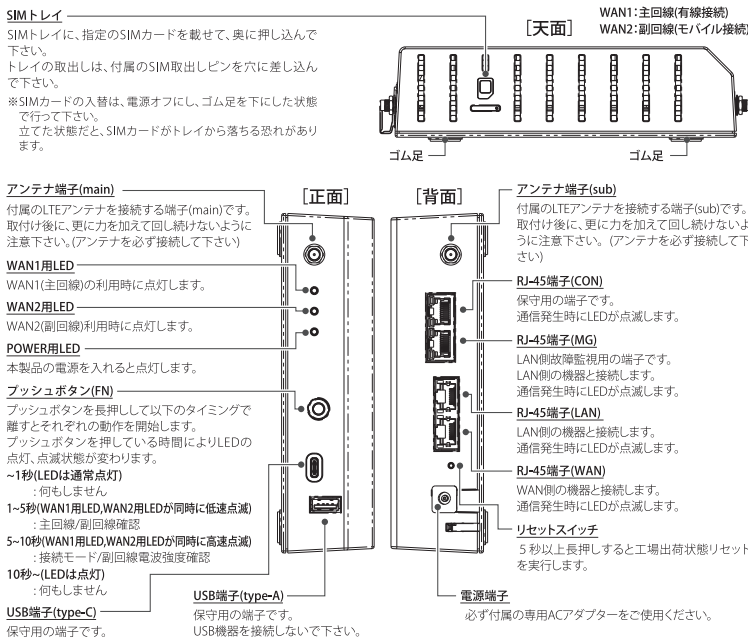 SIMトレイ
SIMトレイに、指定のSIMカードを載せて、奥に押し込んで
下さい。
トレイの取出しは、付属のSIM取出しピンを穴に差し込ん
で下さい。
※SIMカードの入替は、電源オフにし、ゴム足を下にした状態
で行って下さい。
立てた状態だと、SIMカードがトレイから落ちる恐れがあり
ます。
[天面]
WAN1：主回線(有線接続)
WAN2：副回線(モバイル接続)
ゴム足
ゴム足
アンテナ端子(main)
付属のLTEアンテナを接続する端子(main)です。
取付け後に、更に力を加えて回し続けないように
注意下さい。(アンテナを必ず接続して下さい)
WAN1用LED
WAN1(主回線)の利用時に点灯します。
WAN2用LED
WAN2(副回線)利用時に点灯します。
POWER用LED
本製品の電源を入れると点灯します。
プッシュボタン(FN)
プッシュボタンを長押しして以下のタイミングで
離すとそれぞれの動作を開始します。
プッシュボタンを押している時間によりLEDの
点灯、点滅状態が変わります。
~1秒(LEDは通常点灯)
：何もしません
1~5秒(WAN1用LED,WAN2用LEDが同時に低速点滅)
：主回線/副回線確認
5~10秒(WAN1用LED,WAN2用LEDが同時に高速点滅)
：接続モード/副回線電波強度確認
10秒~(LEDは点灯)
：何もしません
USB端子(type-C)
保守用の端子です。
[正面]
USB端子(type-A)
保守用の端子です。
USB機器を接続しないで下さい。
[背面]
アンテナ端子(sub)
付属のLTEアンテナを接続する端子(sub)です。
取付け後に、更に力を加えて回し続けないよ
うに注意下さい。(アンテナを必ず接続して下
さい)
RJ-45端子(CON)
保守用の端子です。
通信発生時にLEDが点滅します。
RJ-45端子(MG)
LAN側故障監視用の端子です。
LAN側の機器と接続します。
通信発生時にLEDが点滅します。
RJ-45端子(LAN)
LAN側の機器と接続します。
通信発生時にLEDが点滅します。
RJ-45端子(WAN)
WAN側の機器と接続します。
通信発生時にLEDが点滅します。
リセットスイッチ
５秒以上長押しすると工場出荷状態リセット
を実行します。
電源端子
必ず付属の専用ACアダプターをご使用ください。